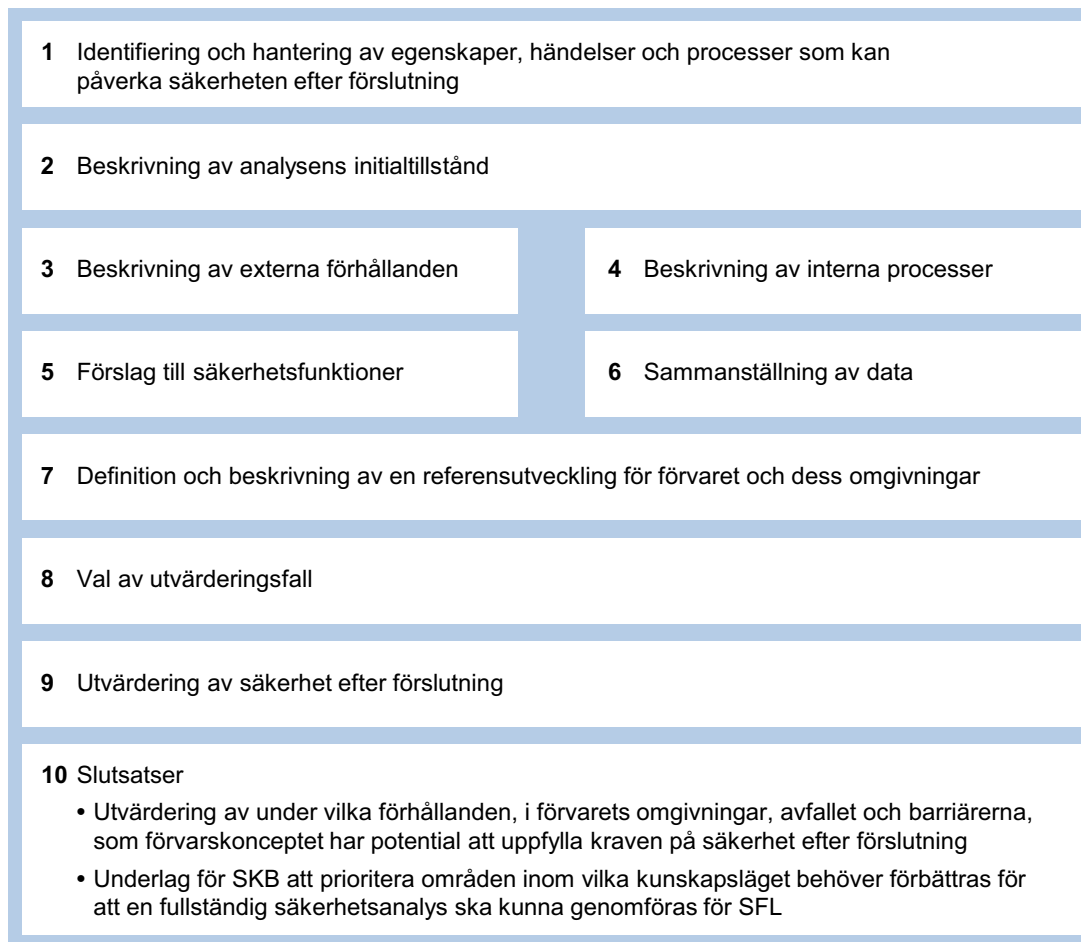 1 Identifiering och hantering av egenskaper, händelser och processer som kan
påverka säkerheten efter förslutning
2 Beskrivning av analysens initialtillstånd
3 Beskrivning av externa förhållanden
4 Beskrivning av interna processer
5 Förslag till säkerhetsfunktioner
6 Sammanställning av data
7 Definition och beskrivning av en referensutveckling för förvaret och dess omgivningar
8 Val av utvärderingsfall
9 Utvärdering av säkerhet efter förslutning
10 Slutsatser
• Utvärdering av under vilka förhållanden, i förvarets omgivningar, avfallet och barriärerna,
som förvarskonceptet har potential att uppfylla kraven på säkerhet efter förslutning
• Underlag för SKB att prioritera områden inom vilka kunskapsläget behöver förbättras för
att en fullständig säkerhetsanalys ska kunna genomföras för SFL